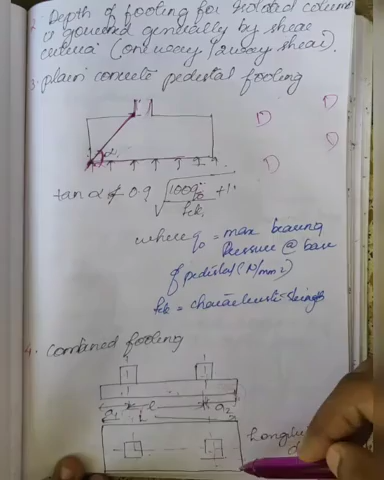 2. Depth of footing for Isolated column
is governed generally by shear
criteria (one way / 2 way shear).
3. plain concrete pedestal footing
α
tan α ≮ 0.9 √(100q₀/fck + 1)
where q₀ = max bearing
pressure @ base
of pedestal (N/mm²)
fck = characteristic strength
4. Combined footing
a₁ l a₂
L